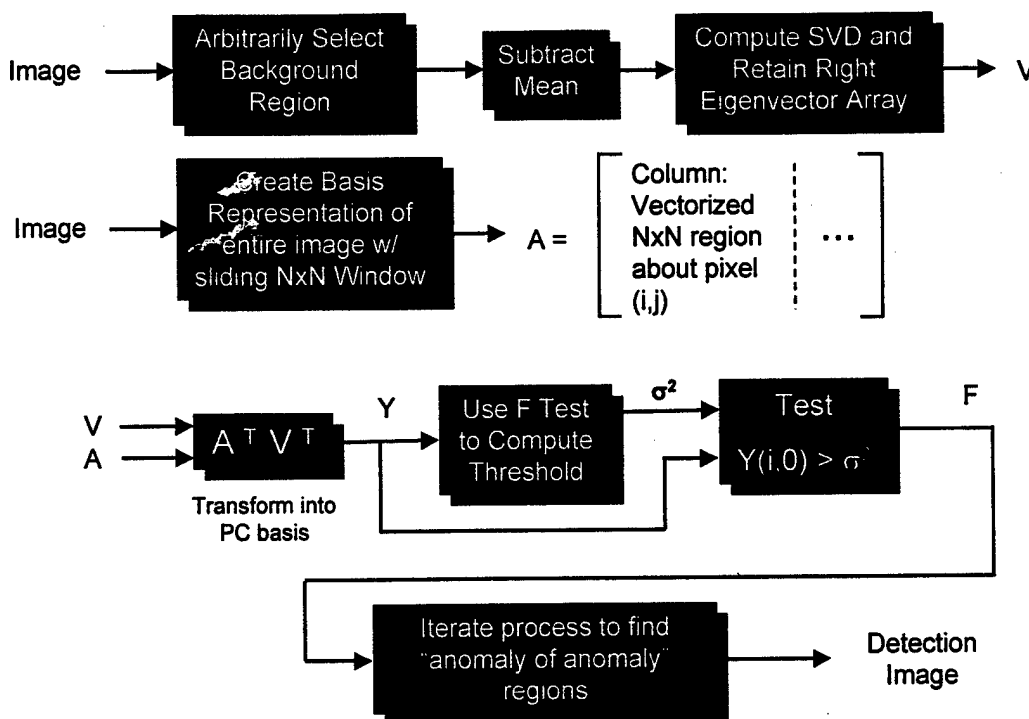 Image
Arbitrarily Select
Background
Region
Subtract
Mean
Compute SVD and
Retain Right
Eigenvector Array
V
Image
Create Basis
Representation of
entire image w/
sliding NxN Window
A =
Column:
Vectorized
NxN region
about pixel
(i,j)
...
V
A
A T V T
Transform into
PC basis
Y
Use F Test
to Compute
Threshold
σ²
Test
Y(i,0) > σ²
F
Iterate process to find
"anomaly of anomaly"
regions
Detection
Image